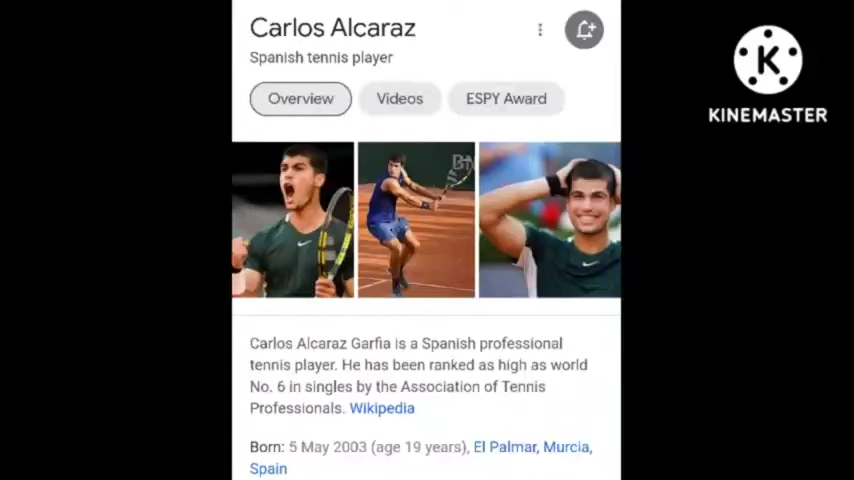 Carlos Alcaraz
Spanish tennis player
Overview
Videos
ESPY Award
KINEMASTER
Carlos Alcaraz Garfia is a Spanish professional
tennis player. He has been ranked as high as world
No. 6 in singles by the Association of Tennis
Professionals. Wikipedia
Born: 5 May 2003 (age 19 years), El Palmar, Murcia,
Spain